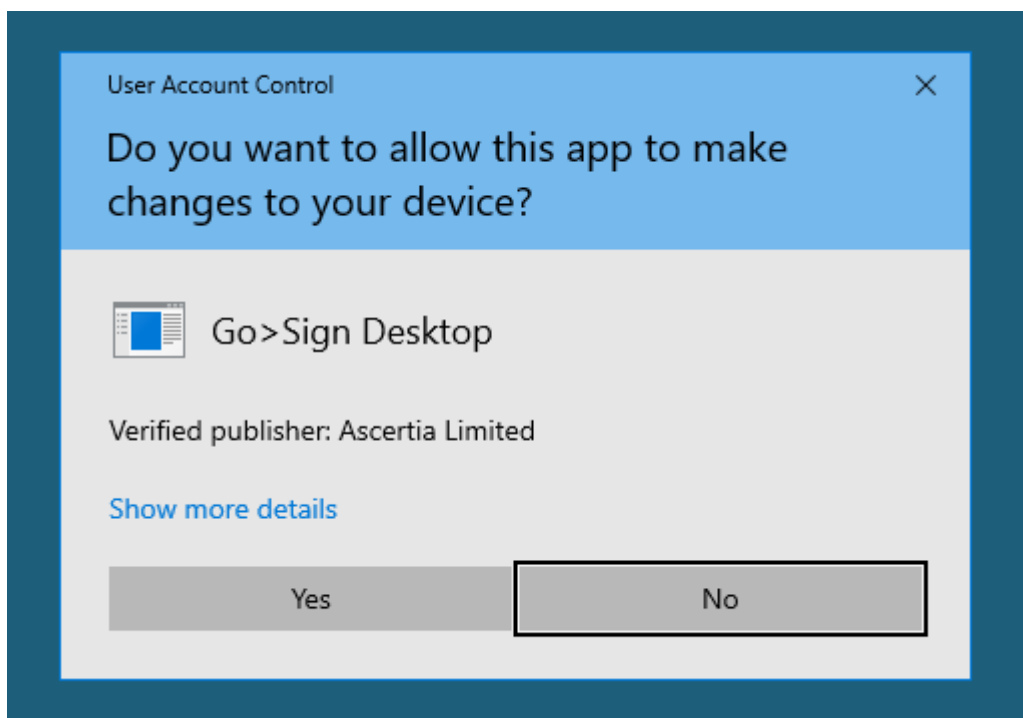 User Account Control
Do you want to allow this app to make
changes to your device?
Go>Sign Desktop
Verified publisher: Ascertia Limited
Show more details
Yes
No